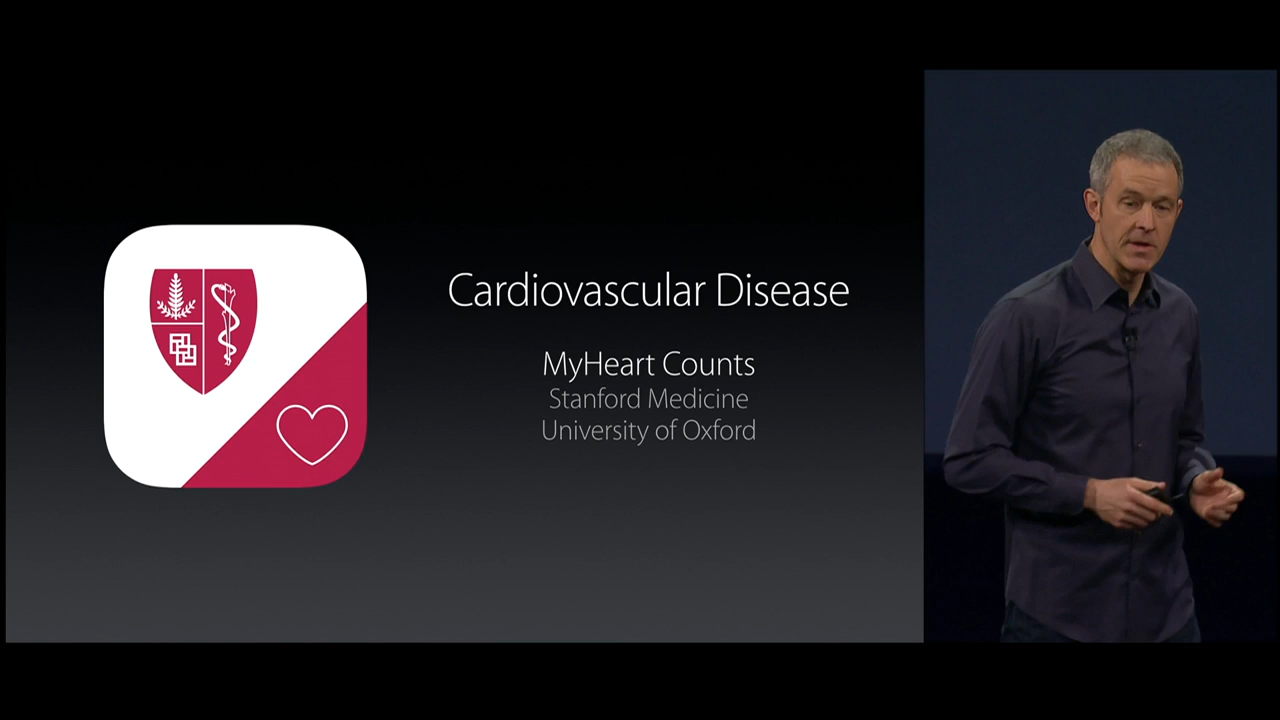 Cardiovascular Disease
MyHeart Counts
Stanford Medicine
University of Oxford